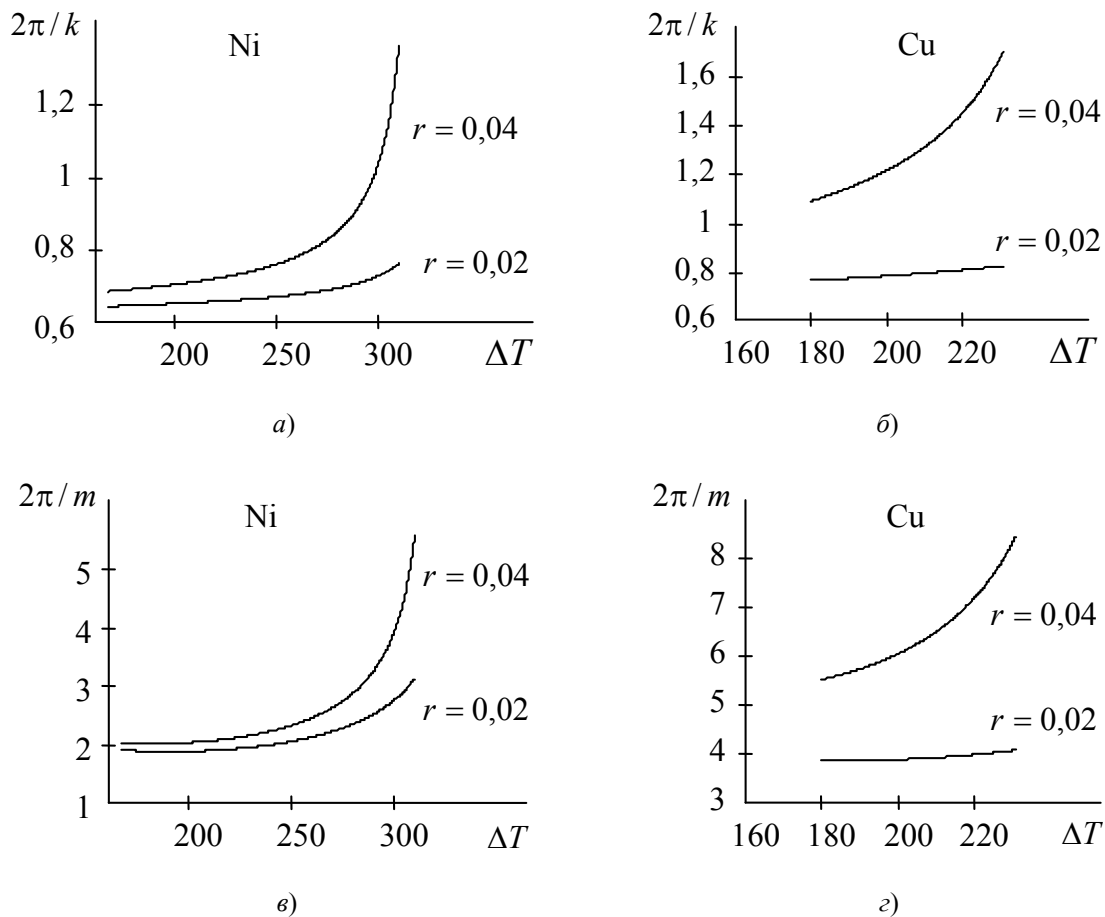 2π/k
Ni
1,2
1
0,8
0,6
r = 0,04
r = 0,02
200 250 300 ΔT
а)
2π/k
Cu
1,6
1,4
1,2
1
0,8
0,6
r = 0,04
r = 0,02
160 180 200 220 ΔT
б)
2π/m
Ni
5
4
3
2
1
r = 0,04
r = 0,02
200 250 300 ΔT
в)
2π/m
Cu
8
7
6
5
4
3
r = 0,04
r = 0,02
160 180 200 220 ΔT
г)